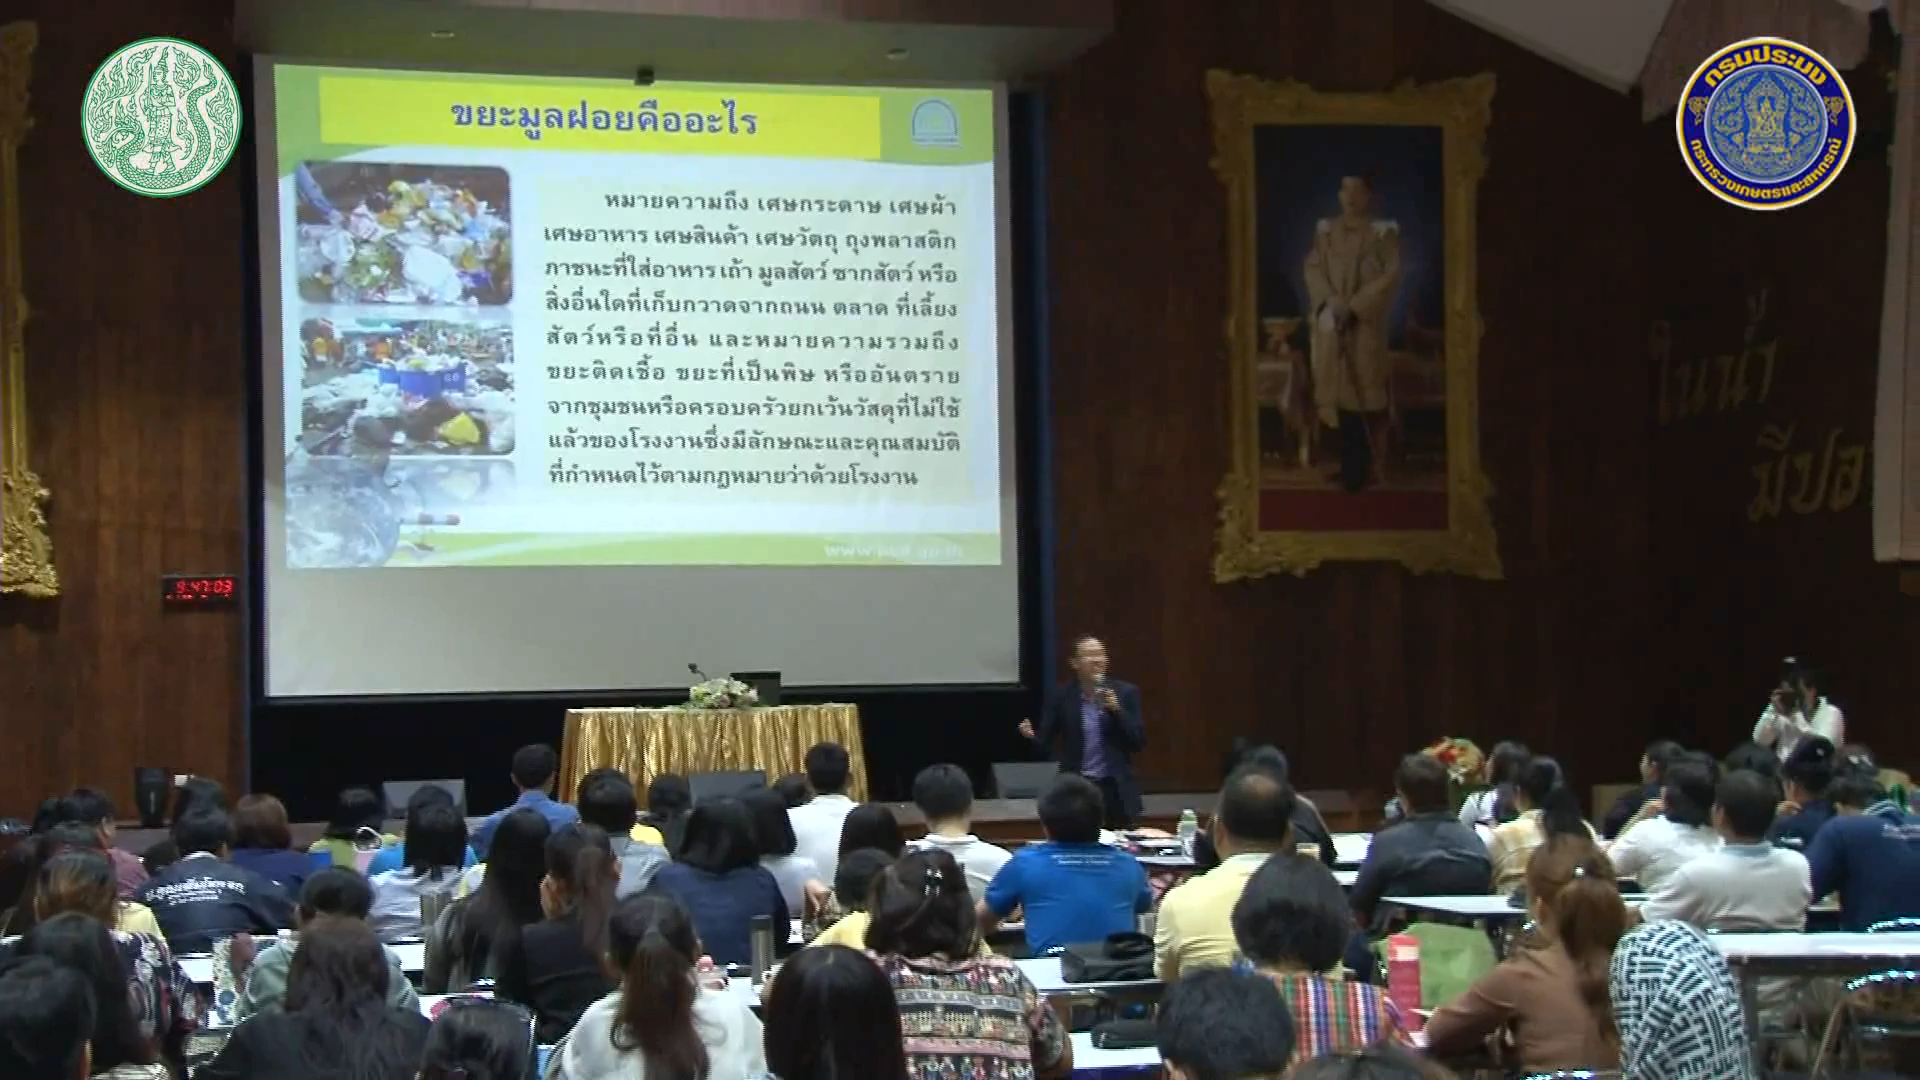 กรมประมง
กระทรวงเกษตรและสหกรณ์
ขยะมูลฝอยคืออะไร
หมายความถึง เศษกระดาษ เศษผ้า
เศษอาหาร เศษสินค้า เศษวัตถุ ถุงพลาสติก
ภาชนะที่ใส่อาหาร เถ้า มูลสัตว์ ซากสัตว์ หรือ
สิ่งอื่นใดที่เก็บกวาดจากถนน ตลาด ที่เลี้ยง
สัตว์หรือที่อื่น และหมายความรวมถึง
ขยะติดเชื้อ ขยะที่เป็นพิษ หรืออันตราย
จากชุมชนหรือครอบครัวยกเว้นวัสดุที่ไม่ใช้
แล้วของโรงงานซึ่งมีลักษณะและคุณสมบัติ
ที่กำหนดไว้ตามกฎหมายว่าด้วยโรงงาน
www.pcd.go.th
9:47:03
ในน้ำ